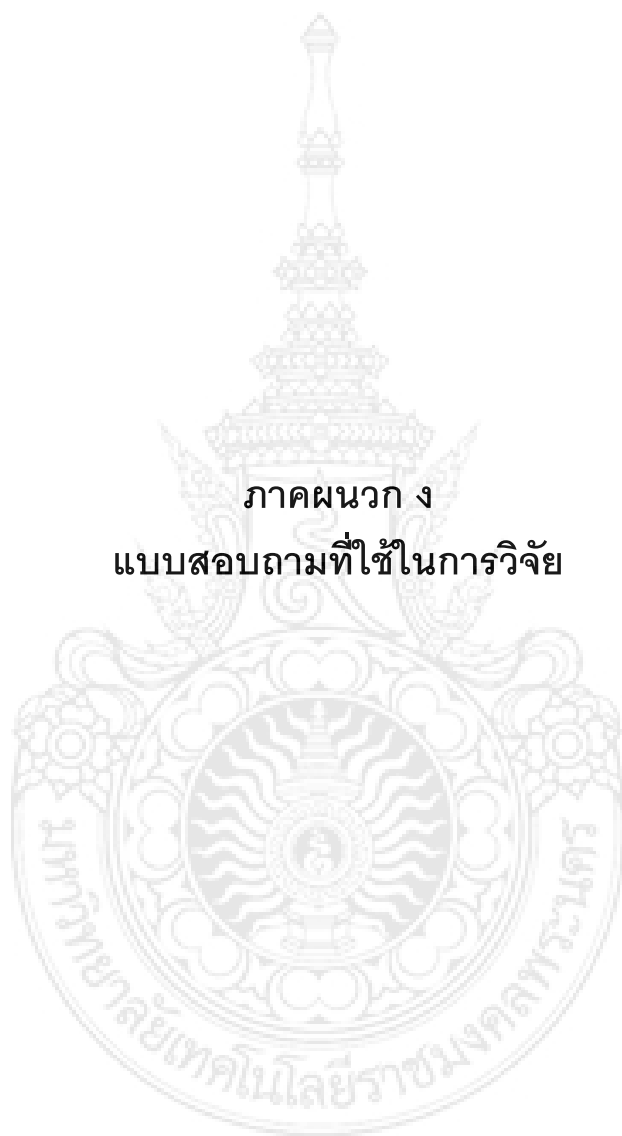 ภาคผนวก ง
แบบสอบถามที่ใช้ในการวิจัย
มหาวิทยาลัยเทคโนโลยีราชมงคลพระนคร